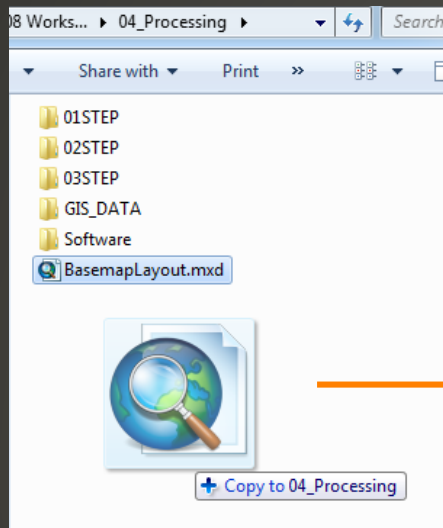 08 Works... 04_Processing Search
Share with Print »
01STEP
02STEP
03STEP
GIS_DATA
Software
BasemapLayout.mxd
Copy to 04_Processing